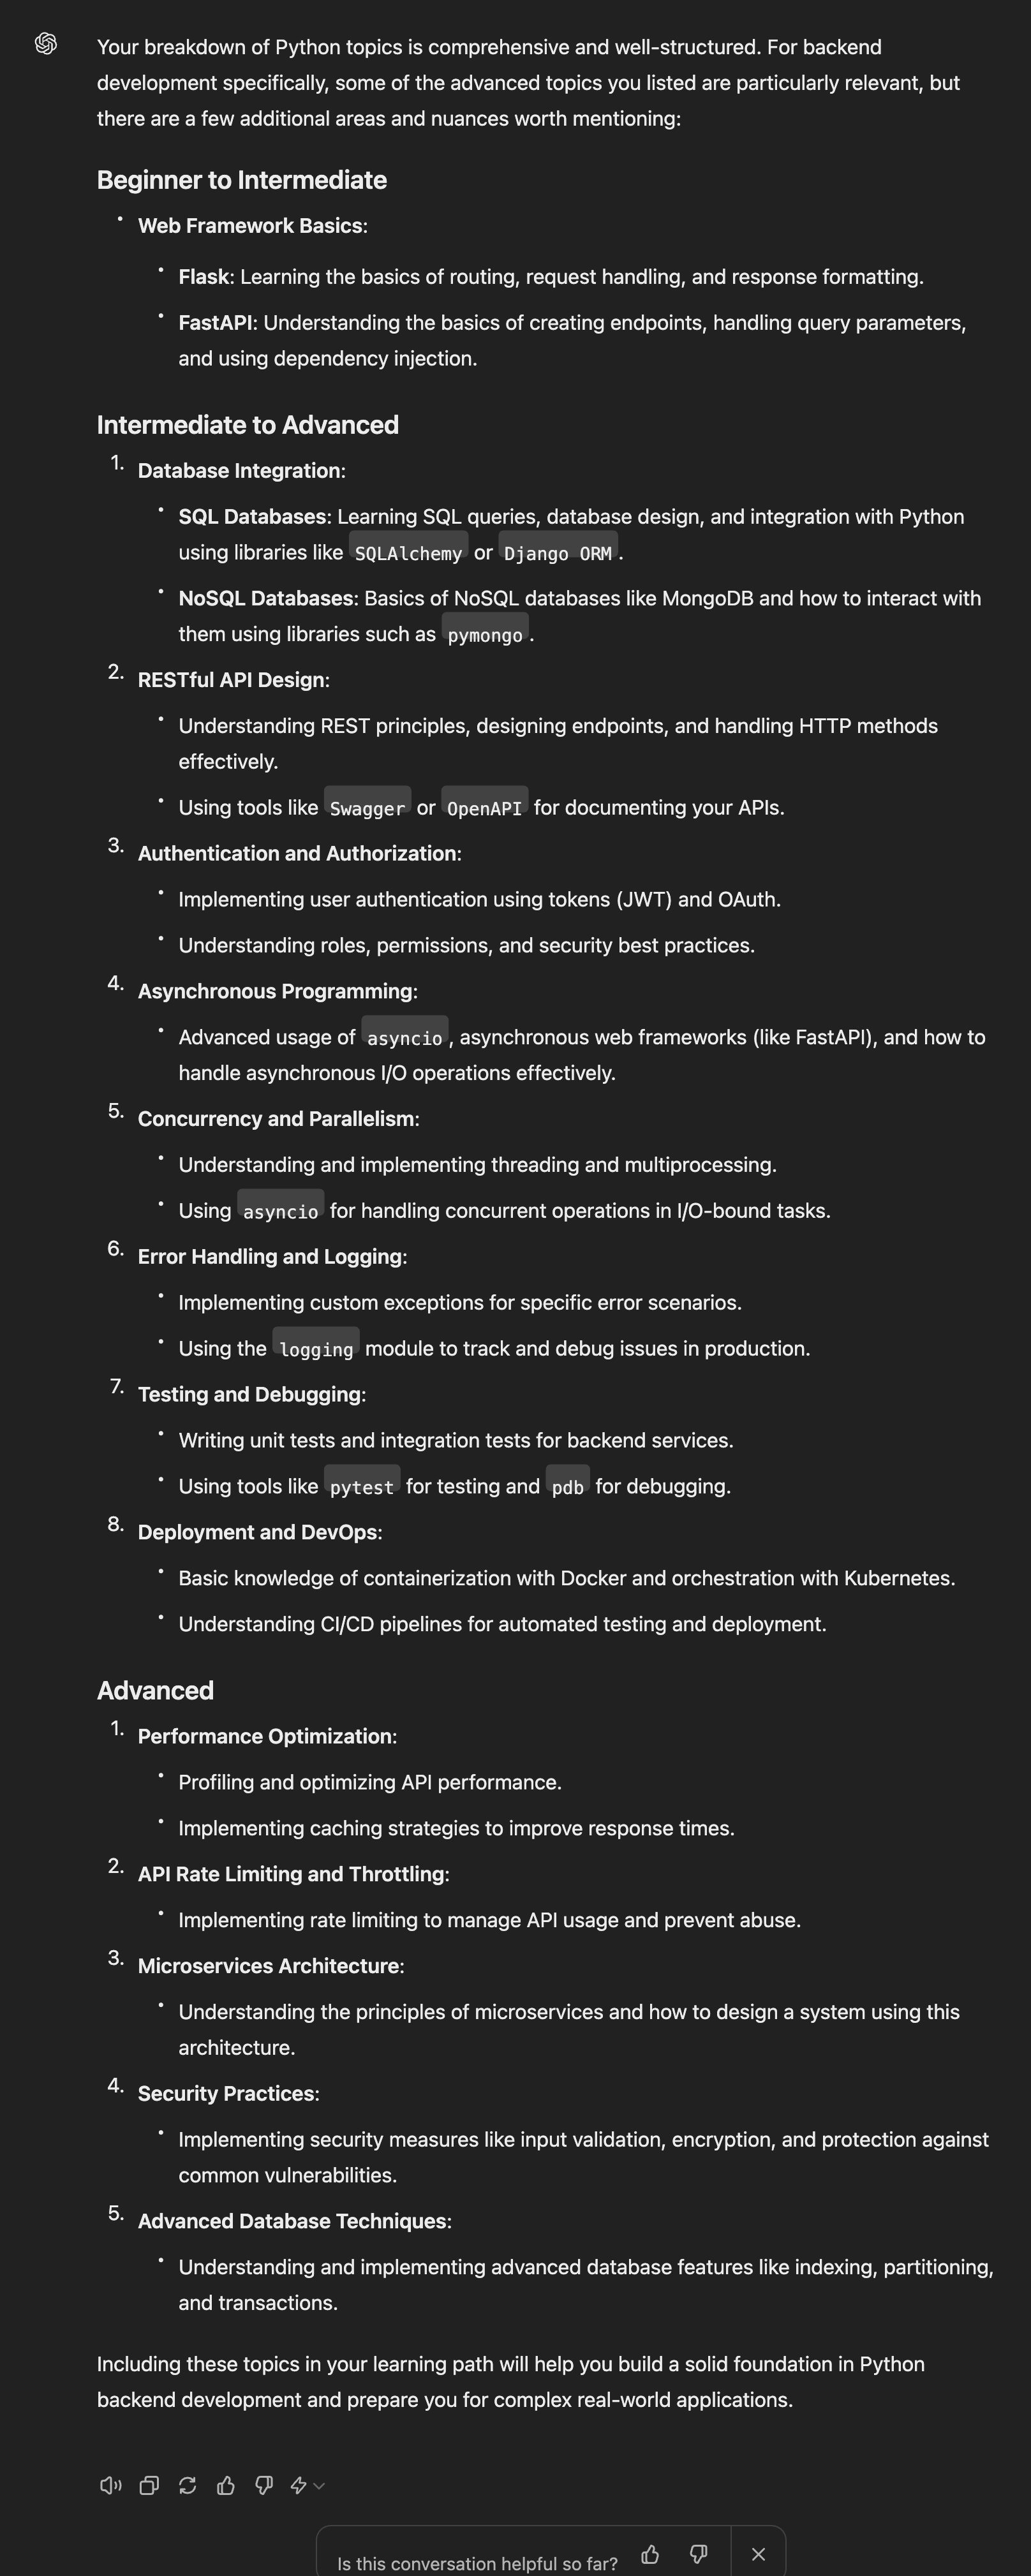 Your breakdown of Python topics is comprehensive and well-structured. For backend
development specifically, some of the advanced topics you listed are particularly relevant, but
there are a few additional areas and nuances worth mentioning:
Beginner to Intermediate
• Web Framework Basics:
• Flask: Learning the basics of routing, request handling, and response formatting.
• FastAPI: Understanding the basics of creating endpoints, handling query parameters,
and using dependency injection.
Intermediate to Advanced
1. Database Integration:
• SQL Databases: Learning SQL queries, database design, and integration with Python
using libraries like SQLAlchemy or Django ORM.
• NoSQL Databases: Basics of NoSQL databases like MongoDB and how to interact with
them using libraries such as pymongo.
2. RESTful API Design:
• Understanding REST principles, designing endpoints, and handling HTTP methods
effectively.
• Using tools like Swagger or OpenAPI for documenting your APIs.
3. Authentication and Authorization:
• Implementing user authentication using tokens (JWT) and OAuth.
• Understanding roles, permissions, and security best practices.
4. Asynchronous Programming:
• Advanced usage of asyncio, asynchronous web frameworks (like FastAPI), and how to
handle asynchronous I/O operations effectively.
5. Concurrency and Parallelism:
• Understanding and implementing threading and multiprocessing.
• Using asyncio for handling concurrent operations in I/O-bound tasks.
6. Error Handling and Logging:
• Implementing custom exceptions for specific error scenarios.
• Using the logging module to track and debug issues in production.
7. Testing and Debugging:
• Writing unit tests and integration tests for backend services.
• Using tools like pytest for testing and pdb for debugging.
8. Deployment and DevOps:
• Basic knowledge of containerization with Docker and orchestration with Kubernetes.
• Understanding CI/CD pipelines for automated testing and deployment.
Advanced
1. Performance Optimization:
• Profiling and optimizing API performance.
• Implementing caching strategies to improve response times.
2. API Rate Limiting and Throttling:
• Implementing rate limiting to manage API usage and prevent abuse.
3. Microservices Architecture:
• Understanding the principles of microservices and how to design a system using this
architecture.
4. Security Practices:
• Implementing security measures like input validation, encryption, and protection against
common vulnerabilities.
5. Advanced Database Techniques:
• Understanding and implementing advanced database features like indexing, partitioning,
and transactions.
Including these topics in your learning path will help you build a solid foundation in Python
backend development and prepare you for complex real-world applications.
Is this conversation helpful so far?